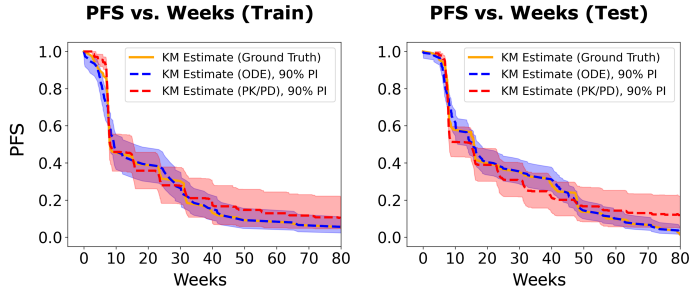 PFS vs. Weeks (Train)
1.0
0.8
0.6
0.4
0.2
0.0
PFS
0
10
20
30
40
50
60
70
80
Weeks
KM Estimate (Ground Truth)
KM Estimate (ODE), 90% PI
KM Estimate (PK/PD), 90% PI
PFS vs. Weeks (Test)
1.0
0.8
0.6
0.4
0.2
0.0
0
10
20
30
40
50
60
70
80
Weeks
KM Estimate (Ground Truth)
KM Estimate (ODE), 90% PI
KM Estimate (PK/PD), 90% PI